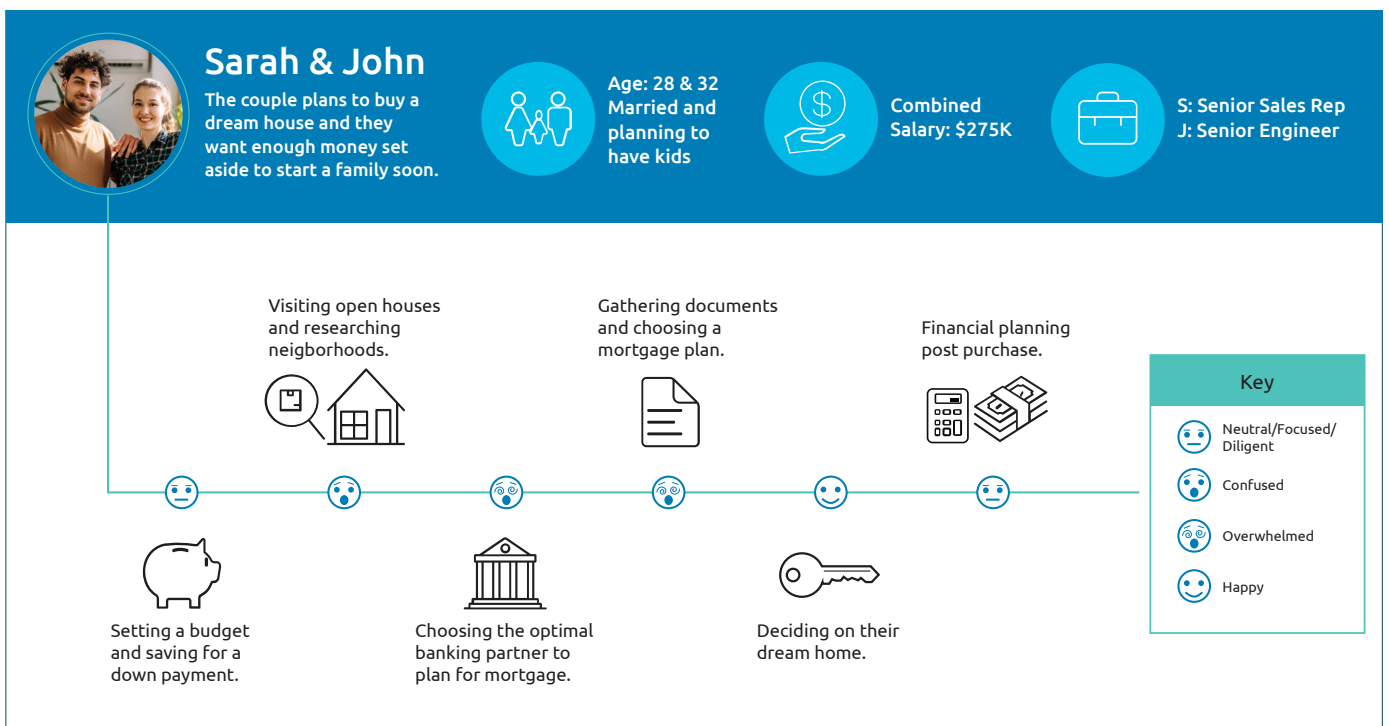 Sarah & John
The couple plans to buy a
dream house and they
want enough money set
aside to start a family soon.
Age: 28 & 32
Married and
planning to
have kids
$
Combined
Salary: $275K
S: Senior Sales Rep
J: Senior Engineer
Visiting open houses
and researching
neigborhoods.
Gathering documents
and choosing a
mortgage plan.
Financial planning
post purchase.
Setting a budget
and saving for a
down payment.
Choosing the optimal
banking partner to
plan for mortgage.
Deciding on their
dream home.
Key
Neutral/Focused/
Diligent
Confused
Overwhelmed
Happy